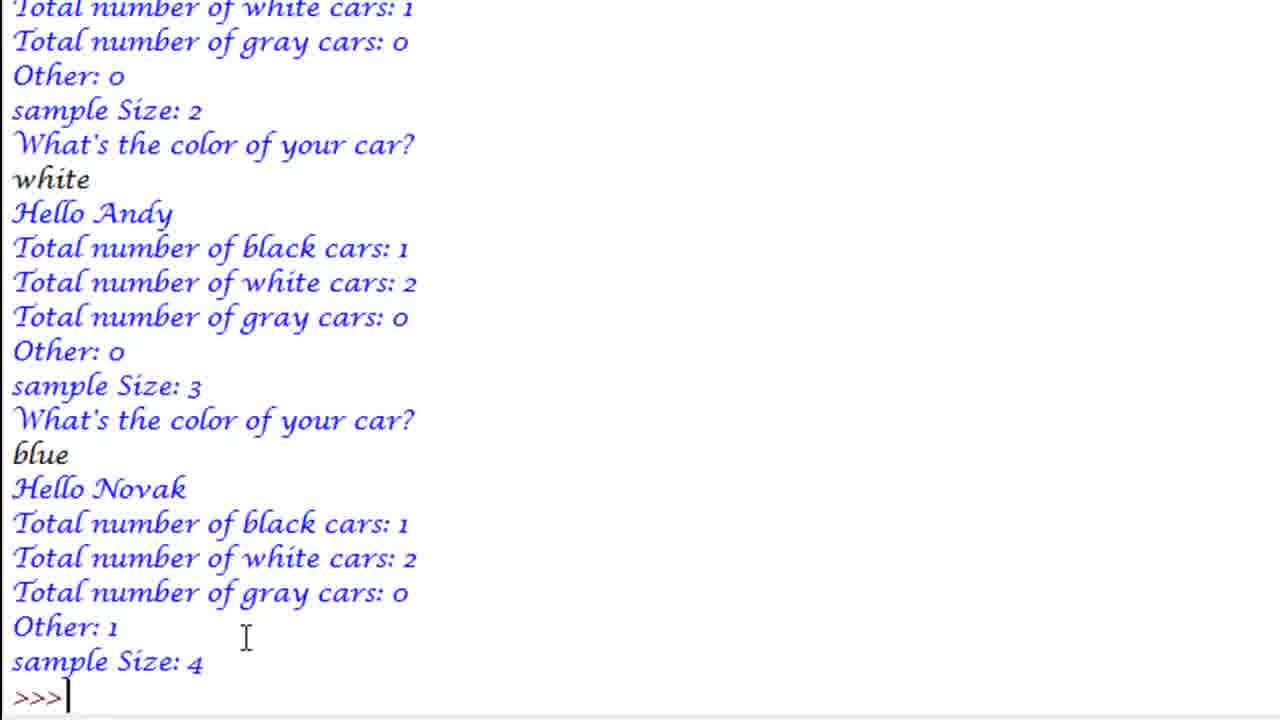 Total number of white cars: 1
Total number of gray cars: 0
Other: 0
sample Size: 2
What's the color of your car?
white
Hello Andy
Total number of black cars: 1
Total number of white cars: 2
Total number of gray cars: 0
Other: 0
sample Size: 3
What's the color of your car?
blue
Hello Novak
Total number of black cars: 1
Total number of white cars: 2
Total number of gray cars: 0
Other: 1
sample Size: 4
>>>